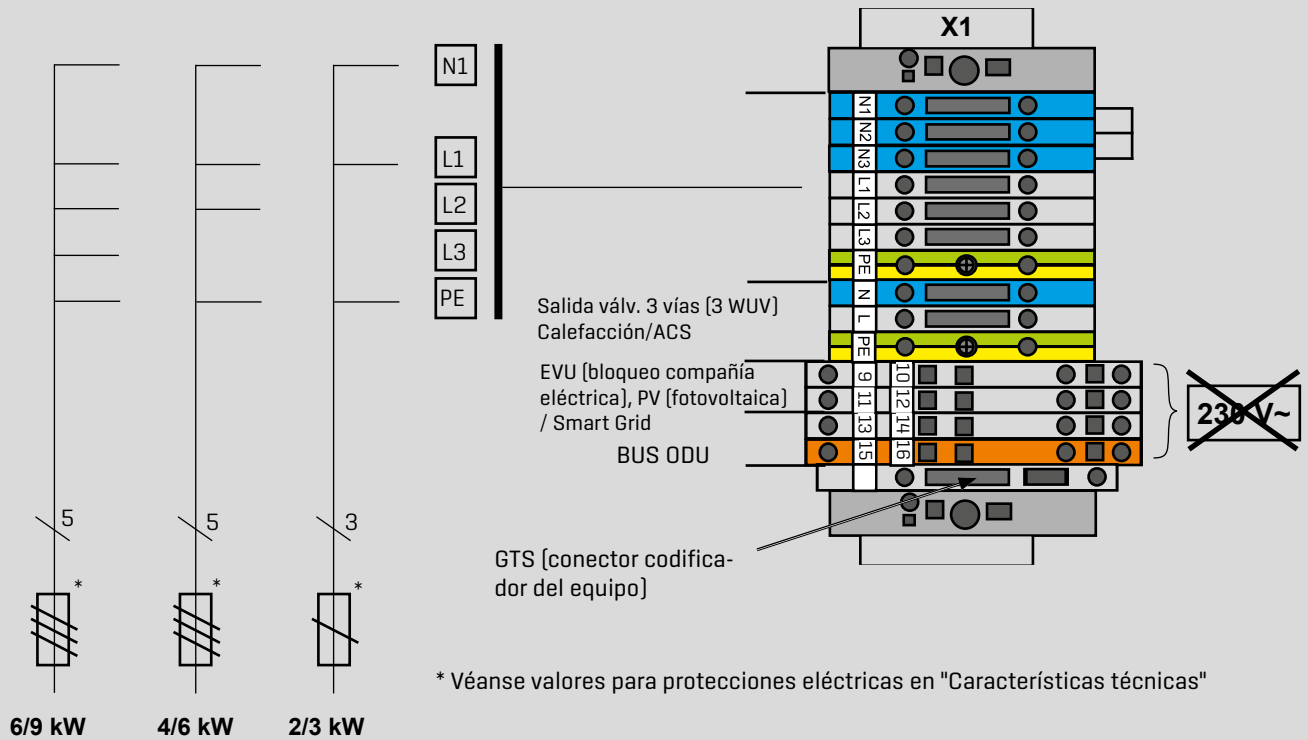 X1
N1
L1
L2
L3
PE
N1
N2
N3
L1
L2
L3
PE
N
L
PE
9 10
11 12
13 14
15 16
Salida válv. 3 vías (3 WUV)
Calefacción/ACS
EVU (bloqueo compañía
eléctrica), PV (fotovoltaica)
/ Smart Grid
BUS ODU
230 V~
GTS (conector codifica-
dor del equipo)
5 5 3
* * *
* Véanse valores para protecciones eléctricas en "Características técnicas"
6/9 kW 4/6 kW 2/3 kW